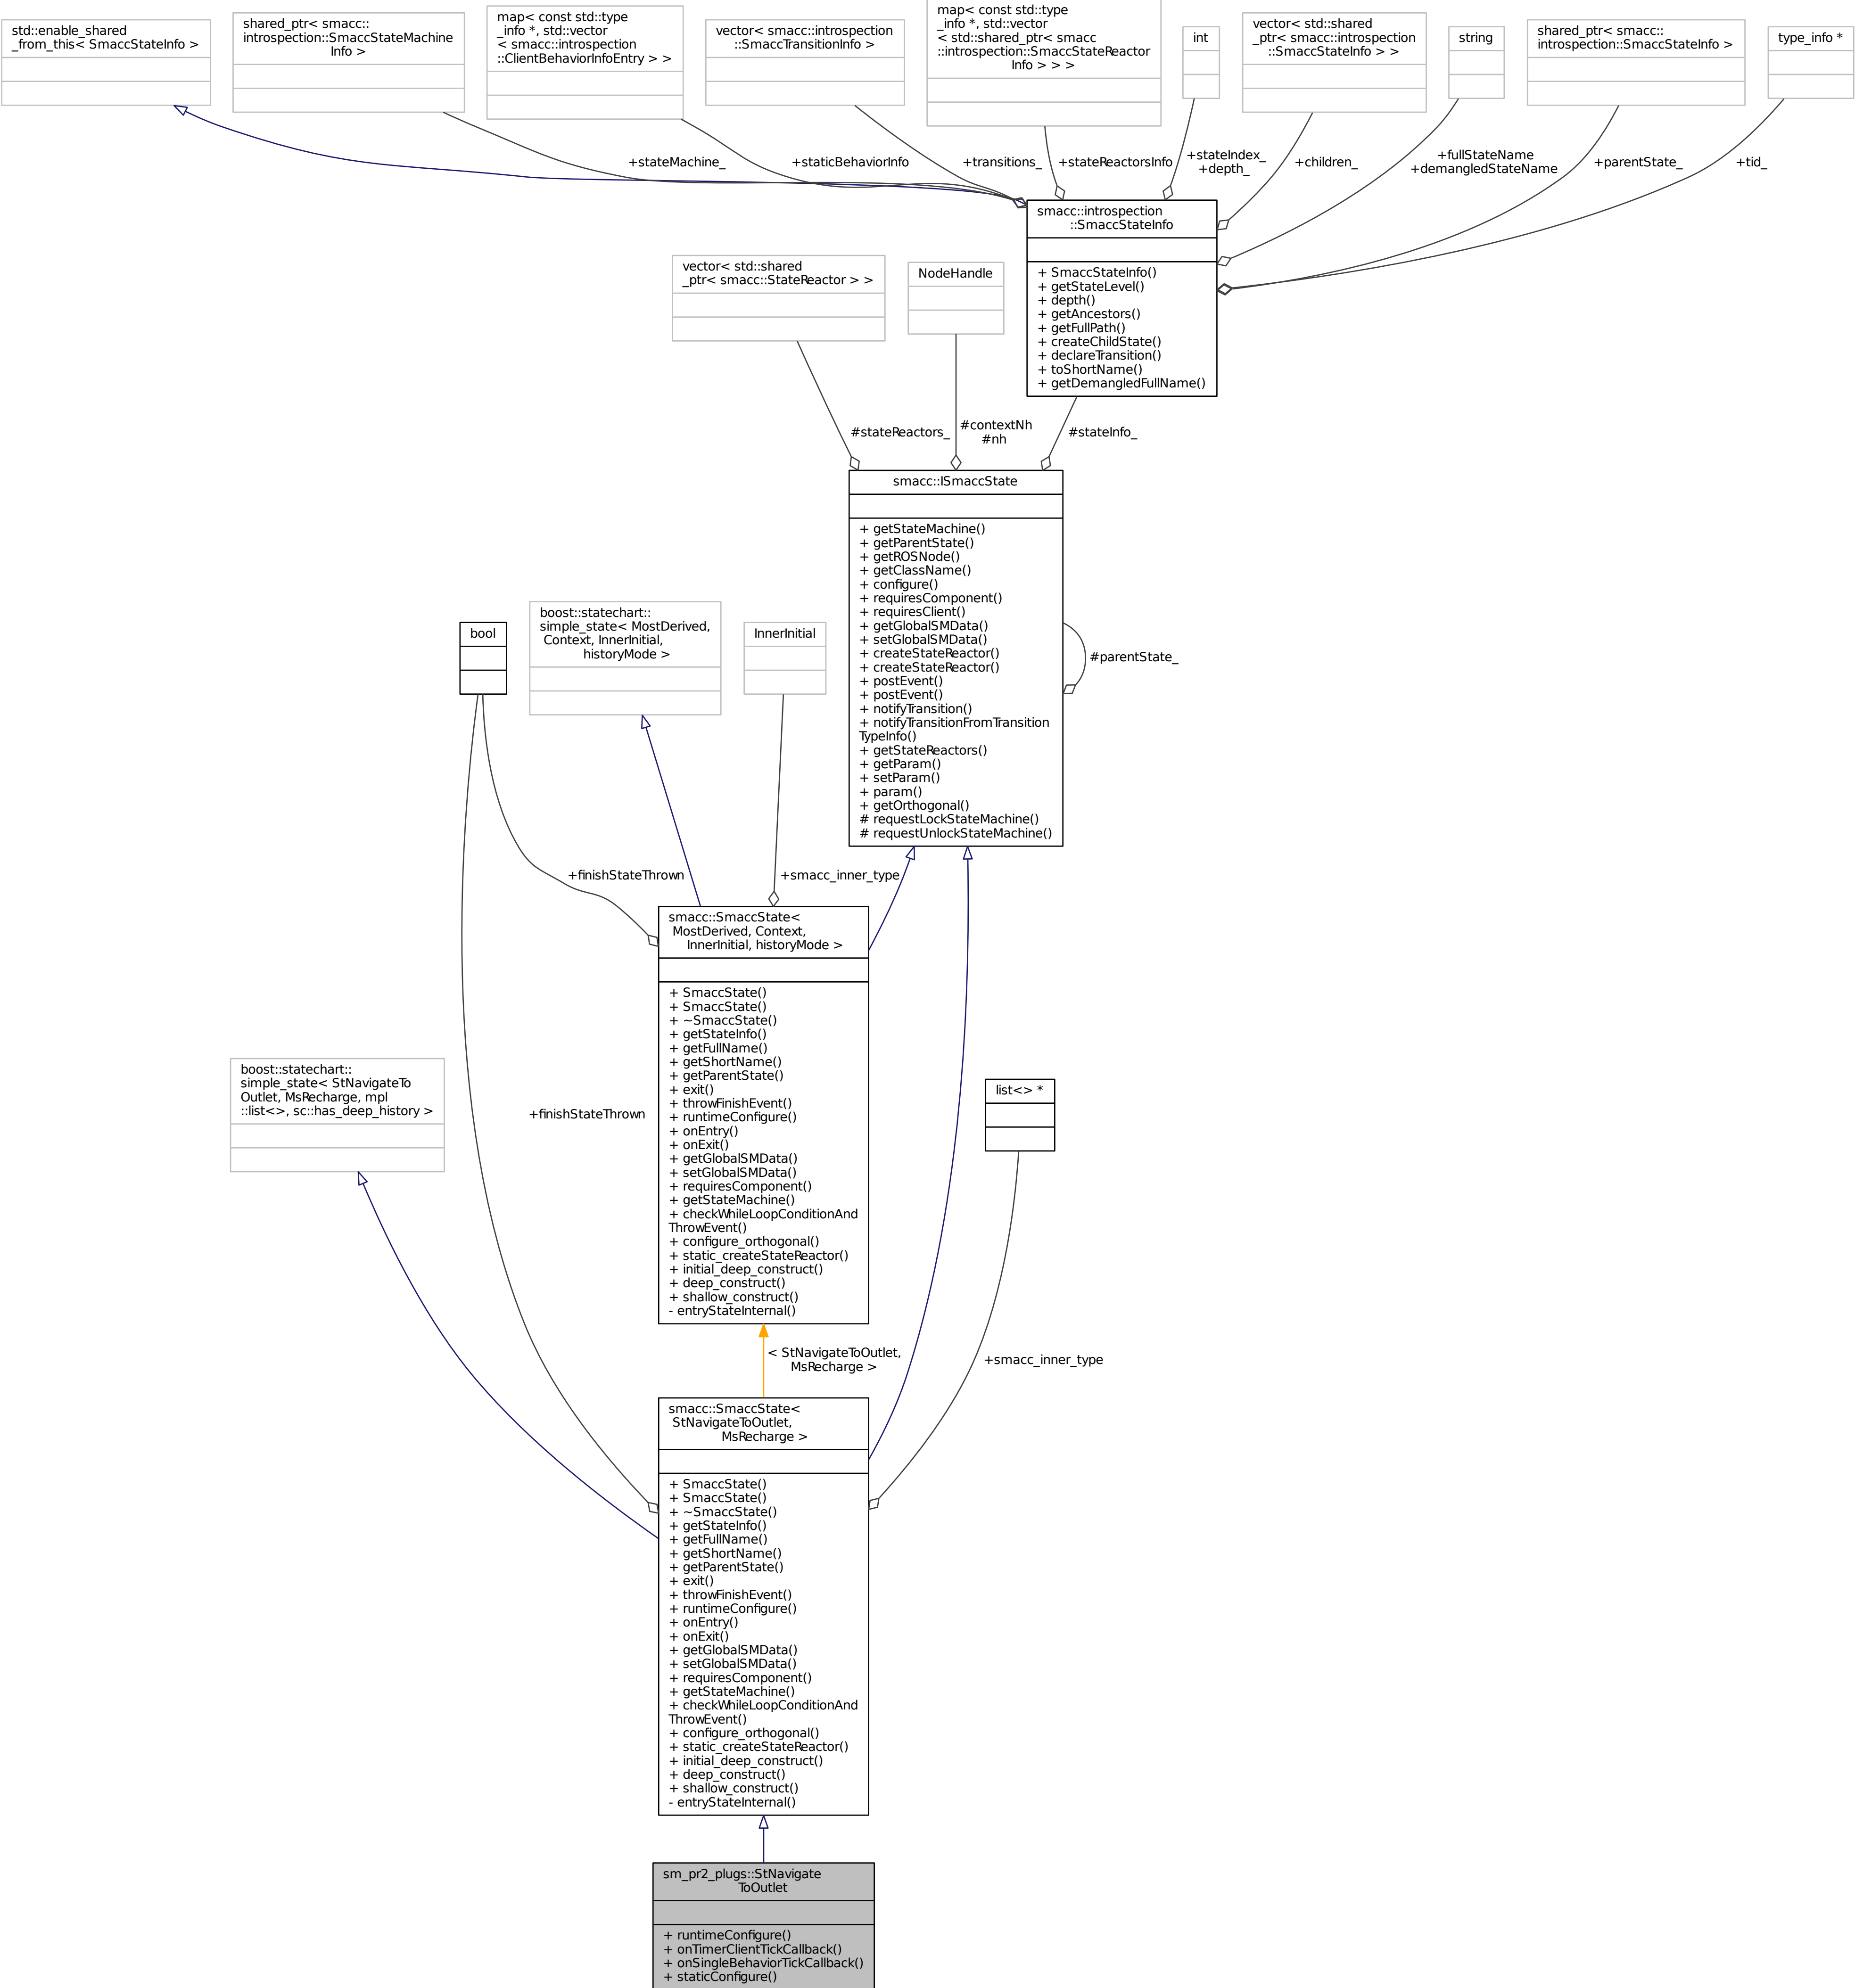 std::enable_shared
_from_this< SmaccStateInfo >
shared_ptr< smacc::
introspection::SmaccStateMachine
Info >
map< const std::type
_info *, std::vector
< smacc::introspection
::ClientBehaviorInfoEntry > >
vector< smacc::introspection
::SmaccTransitionInfo >
map< const std::type
_info *, std::vector
< std::shared_ptr< smacc
::introspection::SmaccStateReactor
Info > > >
int
vector< std::shared
_ptr< smacc::introspection
::SmaccStateInfo > >
string
shared_ptr< smacc::
introspection::SmaccStateInfo >
type_info *
+stateMachine_
+staticBehaviorInfo
+transitions_
+stateReactorsInfo
+stateIndex_
+depth_
+children_
+fullStateName
+demangledStateName
+parentState_
+tid_
smacc::introspection
::SmaccStateInfo
+ SmaccStateInfo()
+ getStateLevel()
+ depth()
+ getAncestors()
+ getFullPath()
+ createChildState()
+ declareTransition()
+ toShortName()
+ getDemangledFullName()
vector< std::shared
_ptr< smacc::StateReactor > >
NodeHandle
#stateReactors_
#contextNh
#nh
#stateInfo_
smacc::ISmaccState
+ getStateMachine()
+ getParentState()
+ getROSNode()
+ getClassName()
+ configure()
+ requiresComponent()
+ requiresClient()
+ getGlobalSMData()
+ setGlobalSMData()
+ createStateReactor()
+ createStateReactor()
+ postEvent()
+ postEvent()
+ notifyTransition()
+ notifyTransitionFromTransition
TypeInfo()
+ getStateReactors()
+ getParam()
+ setParam()
+ param()
+ getOrthogonal()
# requestLockStateMachine()
# requestUnlockStateMachine()
#parentState_
bool
boost::statechart::
simple_state< MostDerived,
Context, InnerInitial,
historyMode >
InnerInitial
+finishStateThrown
+smacc_inner_type
smacc::SmaccState<
MostDerived, Context,
InnerInitial, historyMode >
+ SmaccState()
+ SmaccState()
+ ~SmaccState()
+ getStateInfo()
+ getFullName()
+ getShortName()
+ getParentState()
+ exit()
+ throwFinishEvent()
+ runtimeConfigure()
+ onEntry()
+ onExit()
+ getGlobalSMData()
+ setGlobalSMData()
+ requiresComponent()
+ getStateMachine()
+ checkWhileLoopConditionAnd
ThrowEvent()
+ configure_orthogonal()
+ static_createStateReactor()
+ initial_deep_construct()
+ deep_construct()
+ shallow_construct()
- entryStateInternal()
boost::statechart::
simple_state< StNavigateTo
Outlet, MsRecharge, mpl
::list<>, sc::has_deep_history >
+finishStateThrown
list<> *
< StNavigateToOutlet,
MsRecharge >
+smacc_inner_type
smacc::SmaccState<
StNavigateToOutlet,
MsRecharge >
+ SmaccState()
+ SmaccState()
+ ~SmaccState()
+ getStateInfo()
+ getFullName()
+ getShortName()
+ getParentState()
+ exit()
+ throwFinishEvent()
+ runtimeConfigure()
+ onEntry()
+ onExit()
+ getGlobalSMData()
+ setGlobalSMData()
+ requiresComponent()
+ getStateMachine()
+ checkWhileLoopConditionAnd
ThrowEvent()
+ configure_orthogonal()
+ static_createStateReactor()
+ initial_deep_construct()
+ deep_construct()
+ shallow_construct()
- entryStateInternal()
sm_pr2_plugs::StNavigate
ToOutlet
+ runtimeConfigure()
+ onTimerClientTickCallback()
+ onSingleBehaviorTickCallback()
+ staticConfigure()